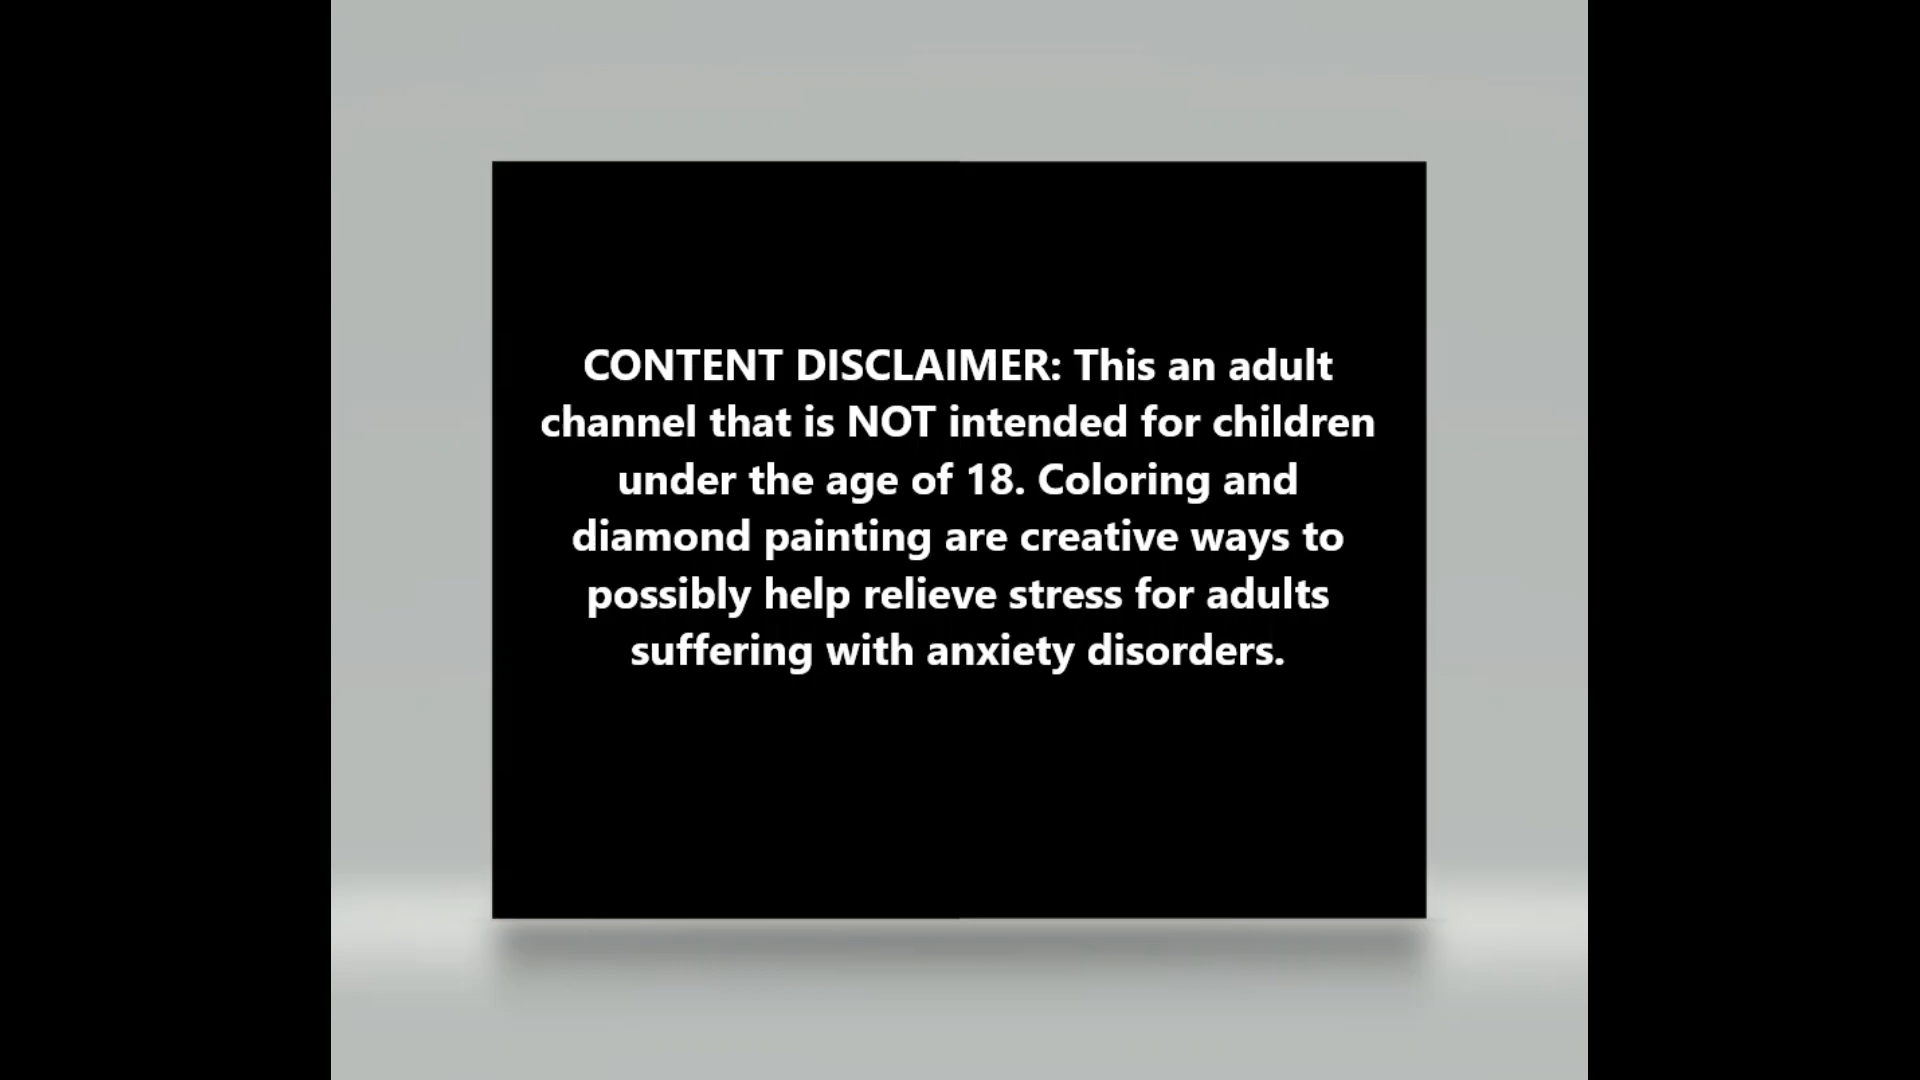 CONTENT DISCLAIMER: This an adult
channel that is NOT intended for children
under the age of 18. Coloring and
diamond painting are creative ways to
possibly help relieve stress for adults
suffering with anxiety disorders.